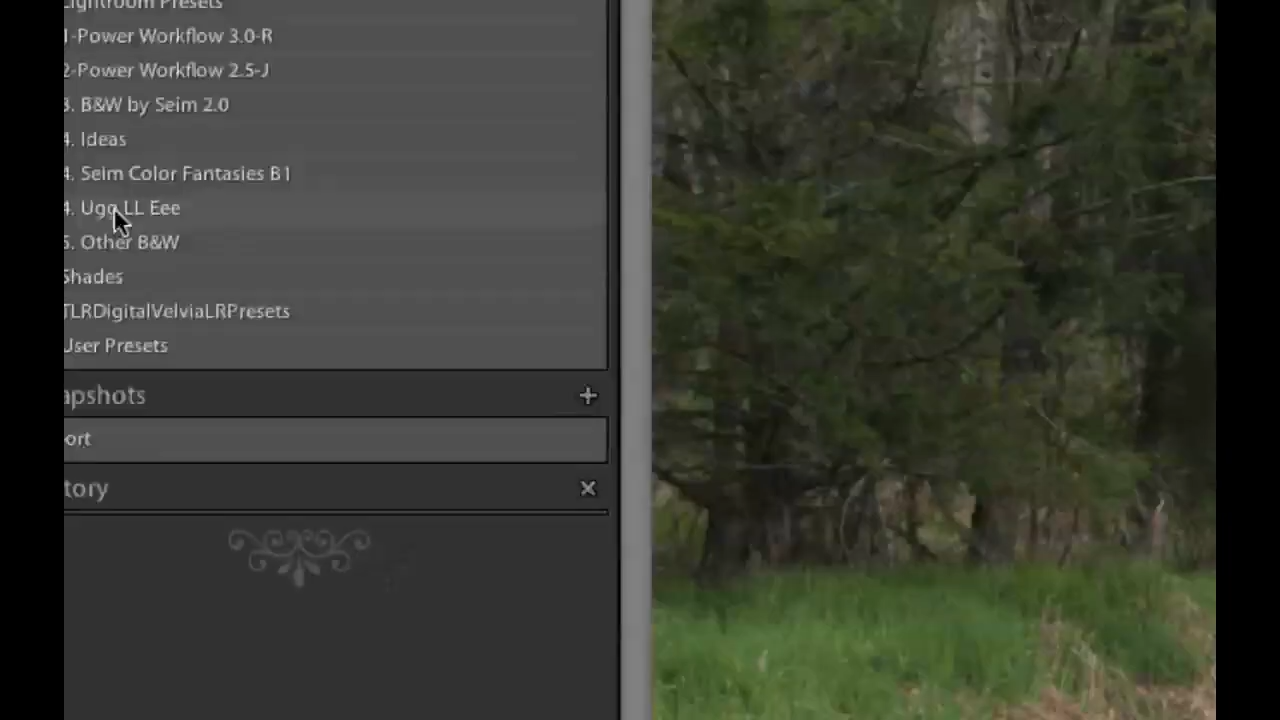 Lightroom Presets
1-Power Workflow 3.0-R
2-Power Workflow 2.5-J
3. B&W by Seim 2.0
4. Ideas
4. Seim Color Fantasies B1
4. Ugg LL Eee
5. Other B&W
Shades
TLRDigitalVelviaLRPresets
User Presets
apshots
ort
tory